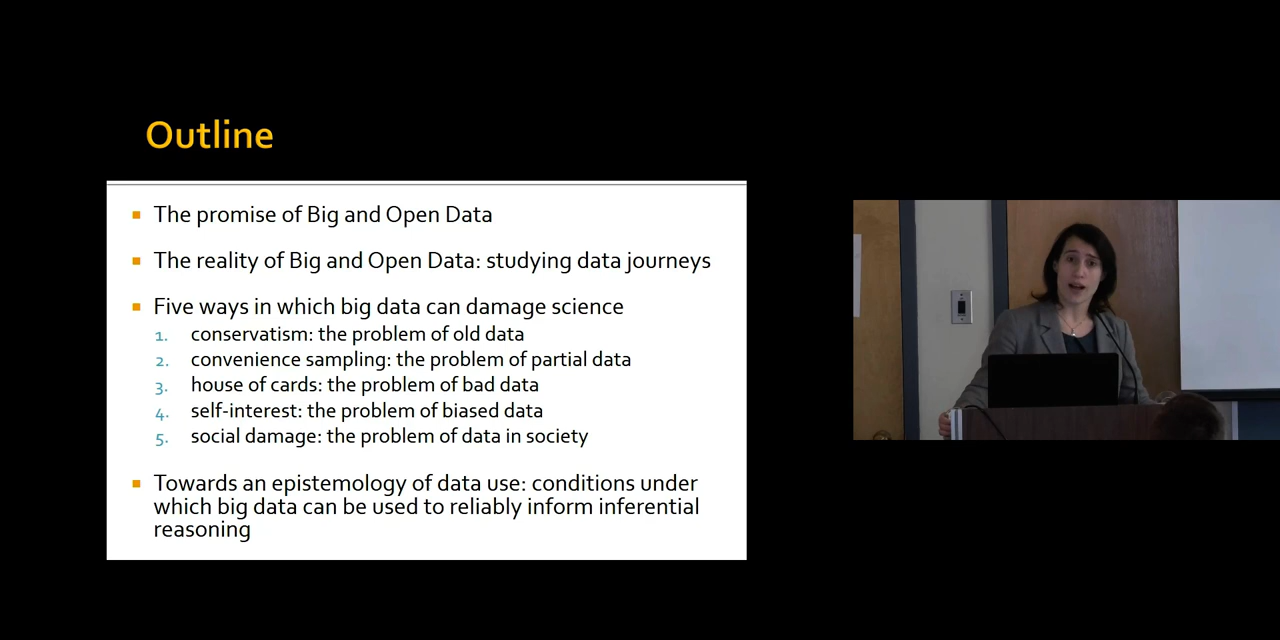 Outline
The promise of Big and Open Data
The reality of Big and Open Data: studying data journeys
Five ways in which big data can damage science
1. conservatism: the problem of old data
2. convenience sampling: the problem of partial data
3. house of cards: the problem of bad data
4. self-interest: the problem of biased data
5. social damage: the problem of data in society
Towards an epistemology of data use: conditions under
which big data can be used to reliably inform inferential
reasoning